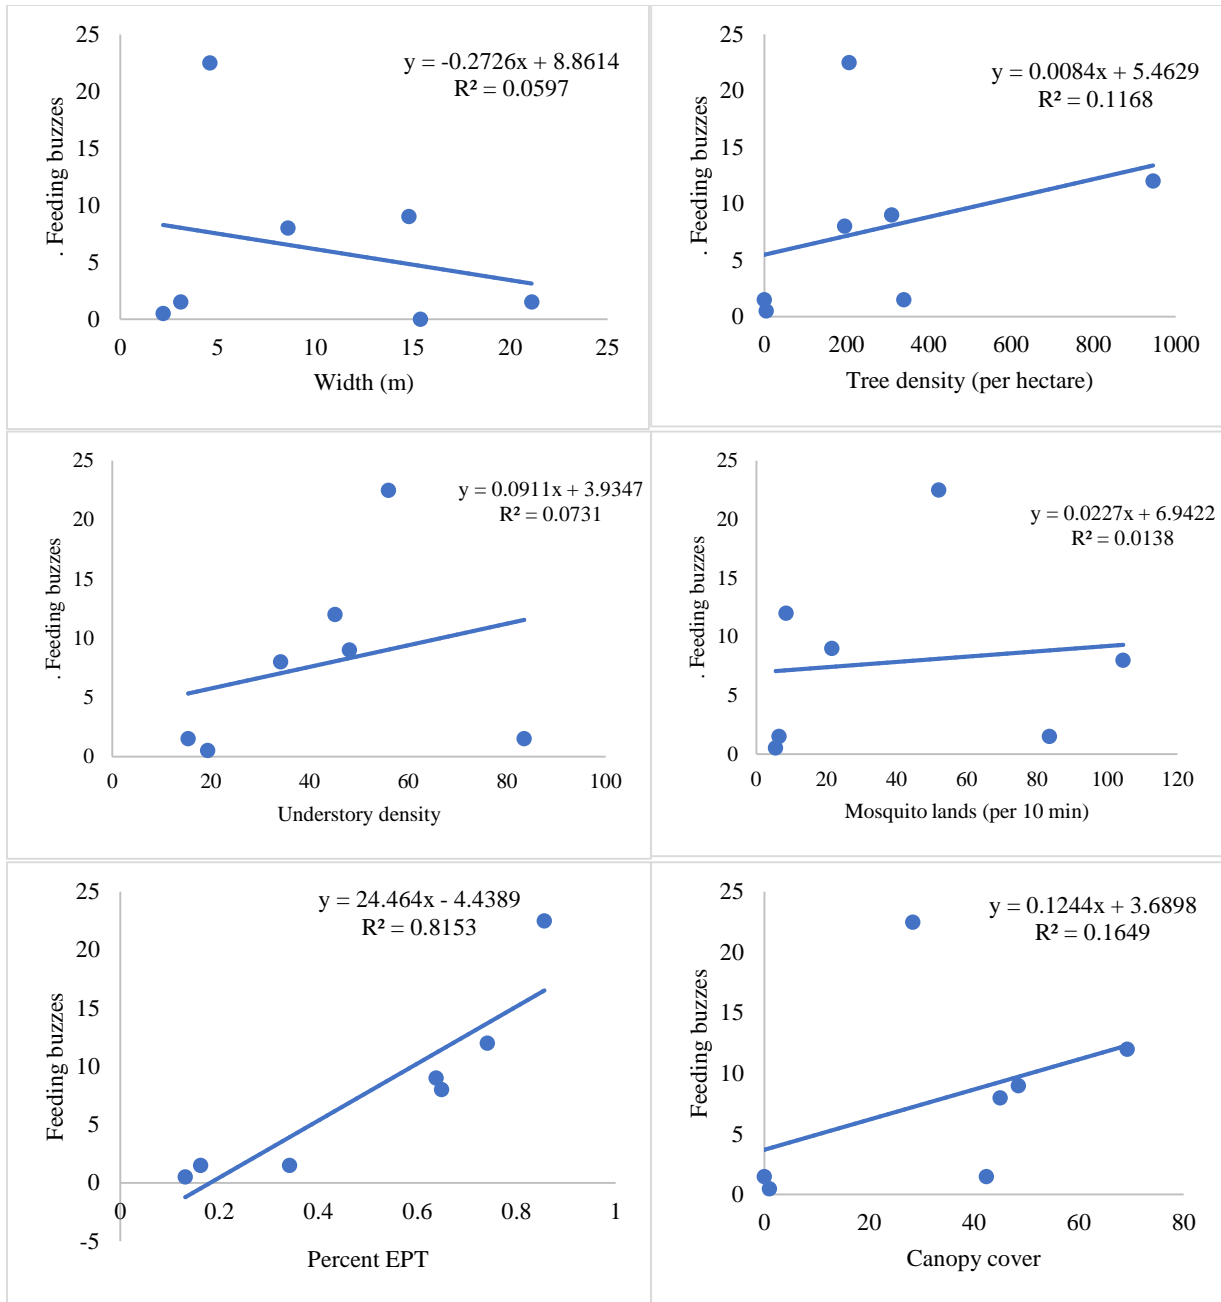 25
20
15
10
5
0
. Feeding buzzes
y = -0.2726x + 8.8614
R² = 0.0597
0 5 10 15 20 25
Width (m)
25
20
15
10
5
0
. Feeding buzzes
y = 0.0084x + 5.4629
R² = 0.1168
0 200 400 600 800 1000
Tree density (per hectare)
25
20
15
10
5
0
. Feeding buzzes
y = 0.0911x + 3.9347
R² = 0.0731
0 20 40 60 80 100
Understory density
25
20
15
10
5
0
. Feeding buzzes
y = 0.0227x + 6.9422
R² = 0.0138
0 20 40 60 80 100 120
Mosquito lands (per 10 min)
25
20
15
10
5
0
-5
Feeding buzzes
y = 24.464x - 4.4389
R² = 0.8153
0 0.2 0.4 0.6 0.8 1
Percent EPT
25
20
15
10
5
0
Feeding buzzes
y = 0.1244x + 3.6898
R² = 0.1649
0 20 40 60 80
Canopy cover